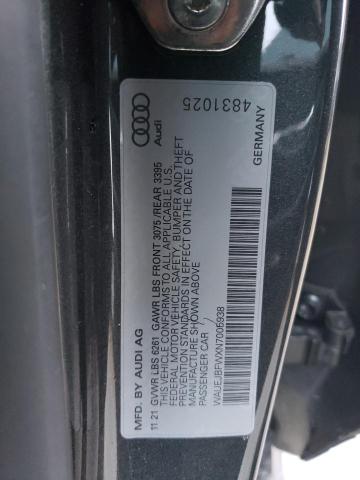 MFD. BY AUDI AG
11.21 GVWR LBS 6261 GAWR LBS FRONT 3075/REAR 3395
THIS VEHICLE CONFORMS TO ALL APPLICABLE U.S.
FEDERAL MOTOR VEHICLE SAFETY, BUMPER AND THEFT
PREVENTION STANDARDS IN EFFECT ON THE DATE OF
MANUFACTURE SHOWN ABOVE
PASSENGER CAR
WAUEJBFWXN7005938
Audi
4831025
GERMANY